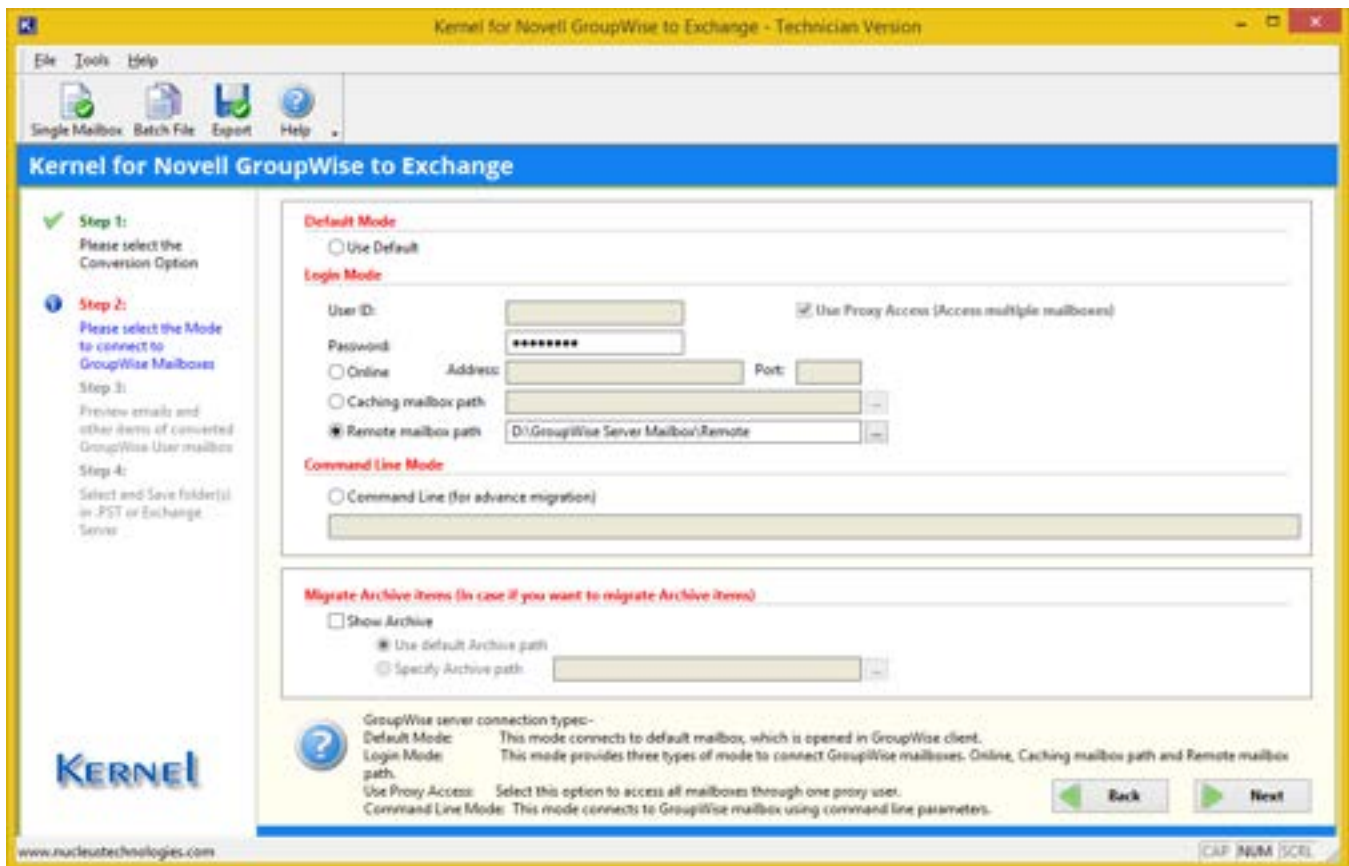 Kernel for Novell GroupWise to Exchange - Technician Version
File Tools Help
Single Mailbox Batch File Export Help
Kernel for Novell GroupWise to Exchange
Step 1:
Please select the
Conversion Option
Step 2:
Please select the Mode
to connect to
GroupWise Mailboxes
Step 3:
Preview emails and
other items of converted
GroupWise User mailbox
Step 4:
Select and Save folder(s)
in .PST or Exchange
Server
Default Mode
Use Default
Login Mode
User ID:
Use Proxy Access (Access multiple mailboxes)
Password:
Online Address: Port:
Caching mailbox path ...
Remote mailbox path D:\GroupWise Server Mailbox\Remote ...
Command Line Mode
Command Line (for advance migration)
Migrate Archive items (In case if you want to migrate Archive items)
Show Archive
Use default Archive path
Specify Archive path ...
GroupWise server connection types:-
Default Mode: This mode connects to default mailbox, which is opened in GroupWise client.
Login Mode: This mode provides three types of mode to connect GroupWise mailboxes. Online, Caching mailbox path and Remote mailbox
path.
Use Proxy Access: Select this option to access all mailboxes through one proxy user.
Command Line Mode: This mode connects to GroupWise mailbox using command line parameters.
Back Next
KERNEL
www.nucleustechnologies.com
CAP NUM SCRL